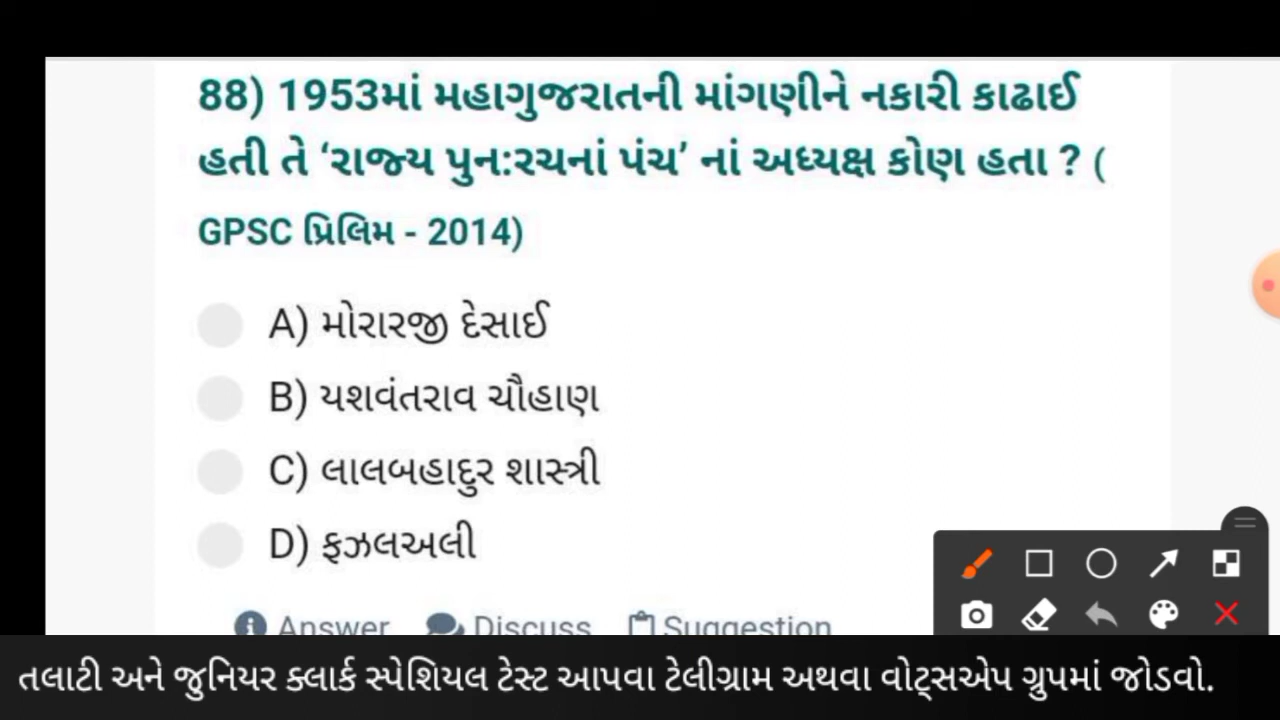 88) 1953માં મહાગુજરાતની માંગણીને નકારી કાઢાઈ
હતી તે ‘રાજ્ય પુન:રચનાં પંચ’ નાં અધ્યક્ષ કોણ હતા ? (
GPSC પ્રિલિમ - 2014)
A) મોરારજી દેસાઈ
B) યશવંતરાવ ચૌહાણ
C) લાલબહાદુર શાસ્ત્રી
D) ફઝલઅલી
Answer Discuss Suggestion
તલાટી અને જુનિયર ક્લાર્ક સ્પેશિયલ ટેસ્ટ આપવા ટેલીગ્રામ અથવા વોટ્સએપ ગ્રુપમાં જોડવો.